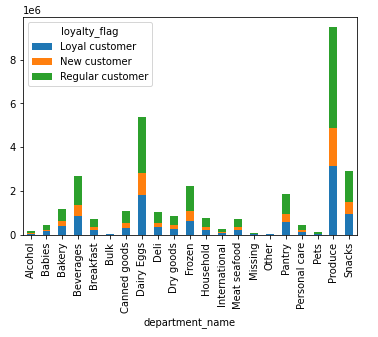 1e6
loyalty_flag
Loyal customer
New customer
Regular customer
8
6
4
2
0
Alcohol
Babies
Bakery
Beverages
Breakfast
Bulk
Canned goods
Dairy Eggs
Deli
Dry goods
Frozen
Household
International
Meat seafood
Missing
Other
Pantry
Personal care
Pets
Produce
Snacks
department_name